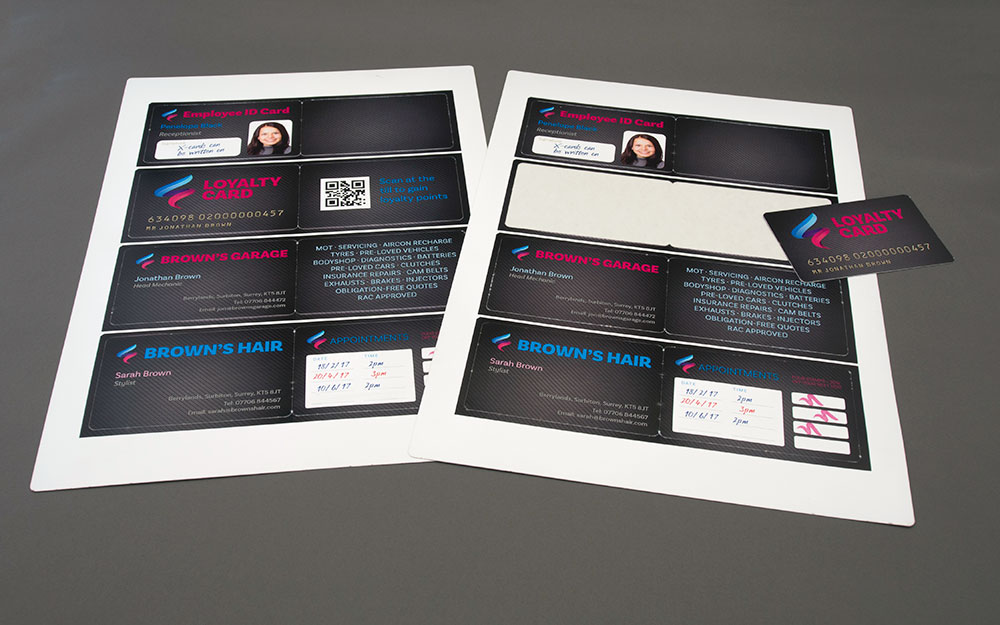 Employee ID Card
Penelope Blank
Receptionist
X-cards can
be written on
LOYALTY
CARD
634098 02000000457
MR JONATHAN BROWN
Scan at the
till to gain
loyalty points
BROWN'S GARAGE
Jonathan Brown
Head Mechanic
Berrylands, Surbiton, Surrey, KT5 8JT
Tel: 07706 844472
Email: jon@brownsgarage.com
MOT · SERVICING · AIRCON RECHARGE
TYRES · PRE-LOVED VEHICLES
BODYSHOP · DIAGNOSTICS · BATTERIES
PRE-LOVED CARS · CLUTCHES
INSURANCE REPAIRS · CAM BELTS
EXHAUSTS · BRAKES · INJECTORS
OBLIGATION-FREE QUOTES
RAC APPROVED
BROWN'S HAIR
Sarah Brown
Stylist
Berrylands, Surbiton, Surrey, KT5 8JT
Tel: 07706 844567
Email: sarah@brownshair.com
APPOINTMENTS
DATE TIME
18/2/17 2pm
20/4/17 3pm
10/6/17 2pm
Employee ID Card
Penelope Blank
Receptionist
X-cards can
be written on
LOYALTY
CARD
634098 02000000457
MR JONATHAN BROWN
BROWN'S GARAGE
Jonathan Brown
Head Mechanic
Berrylands, Surbiton, Surrey, KT5 8JT
Tel: 07706 844472
Email: jon@brownsgarage.com
MOT · SERVICING · AIRCON RECHARGE
TYRES · PRE-LOVED VEHICLES
BODYSHOP · DIAGNOSTICS · BATTERIES
PRE-LOVED CARS · CLUTCHES
INSURANCE REPAIRS · CAM BELTS
EXHAUSTS · BRAKES · INJECTORS
OBLIGATION-FREE QUOTES
RAC APPROVED
BROWN'S HAIR
Sarah Brown
Stylist
Berrylands, Surbiton, Surrey, KT5 8JT
Tel: 07706 844567
Email: sarah@brownshair.com
APPOINTMENTS
DATE TIME
18/2/17 2pm
20/4/17 3pm
10/6/17 2pm